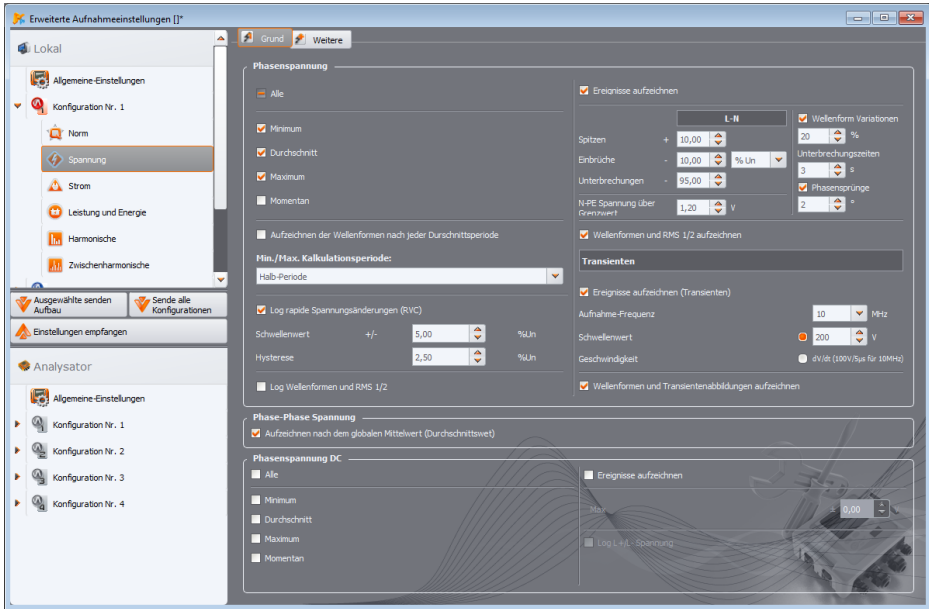 Erweiterte Aufnahmeeinstellungen []*
Lokal
Allgemeine-Einstellungen
Konfiguration Nr. 1
Norm
Spannung
Strom
Leistung und Energie
Harmonische
Zwischenharmonische
Ausgewählte senden
Aufbau
Sende alle
Konfigurationen
Einstellungen empfangen
Analysator
Allgemeine-Einstellungen
Konfiguration Nr. 1
Konfiguration Nr. 2
Konfiguration Nr. 3
Konfiguration Nr. 4
Grund
Weitere
Phasenspannung
Alle
Minimum
Durchschnitt
Maximum
Momentan
Aufzeichnen der Wellenformen nach jeder Durschnittsperiode
Min./Max. Kalkulationsperiode:
Halb-Periode
Log rapide Spannungsänderungen (RVC)
Schwellenwert +/- 5,00 %Un
Hysterese 2,50 %Un
Log Wellenformen und RMS 1/2
Ereignisse aufzeichnen
L-N
Spitzen + 10,00
Einbrüche - 10,00 % Un
Unterbrechungen - 95,00
N-PE Spannung über
Grenzwert 1,20 V
Wellenform Variationen
20 %
Unterbrechungszeiten
3 s
Phasensprünge
2 °
Wellenformen und RMS 1/2 aufzeichnen
Transienten
Ereignisse aufzeichnen (Transienten)
Aufnahme-Frequenz 10 MHz
Schwellenwert 200 V
Geschwindigkeit dV/dt (100V/5µs für 10MHz)
Wellenformen und Transientenabbildungen aufzeichnen
Phase-Phase Spannung
Aufzeichnen nach dem globalen Mittelwert (Durchschnittswet)
Phasenspannung DC
Alle
Minimum
Durchschnitt
Maximum
Momentan
Ereignisse aufzeichnen
Max ± 0,00
Log L+/L- Spannung